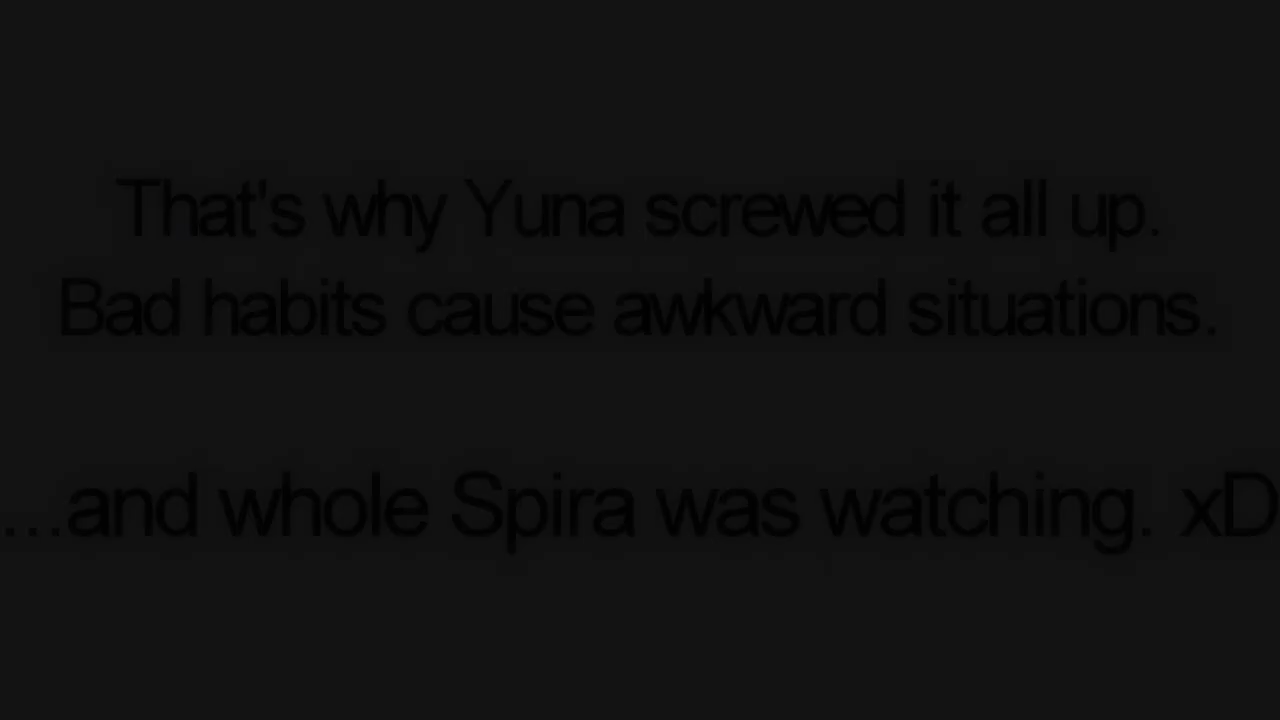 That's why Yuna screwed it all up.
Bad habits cause awkward situations.
...and whole Spira was watching. xD